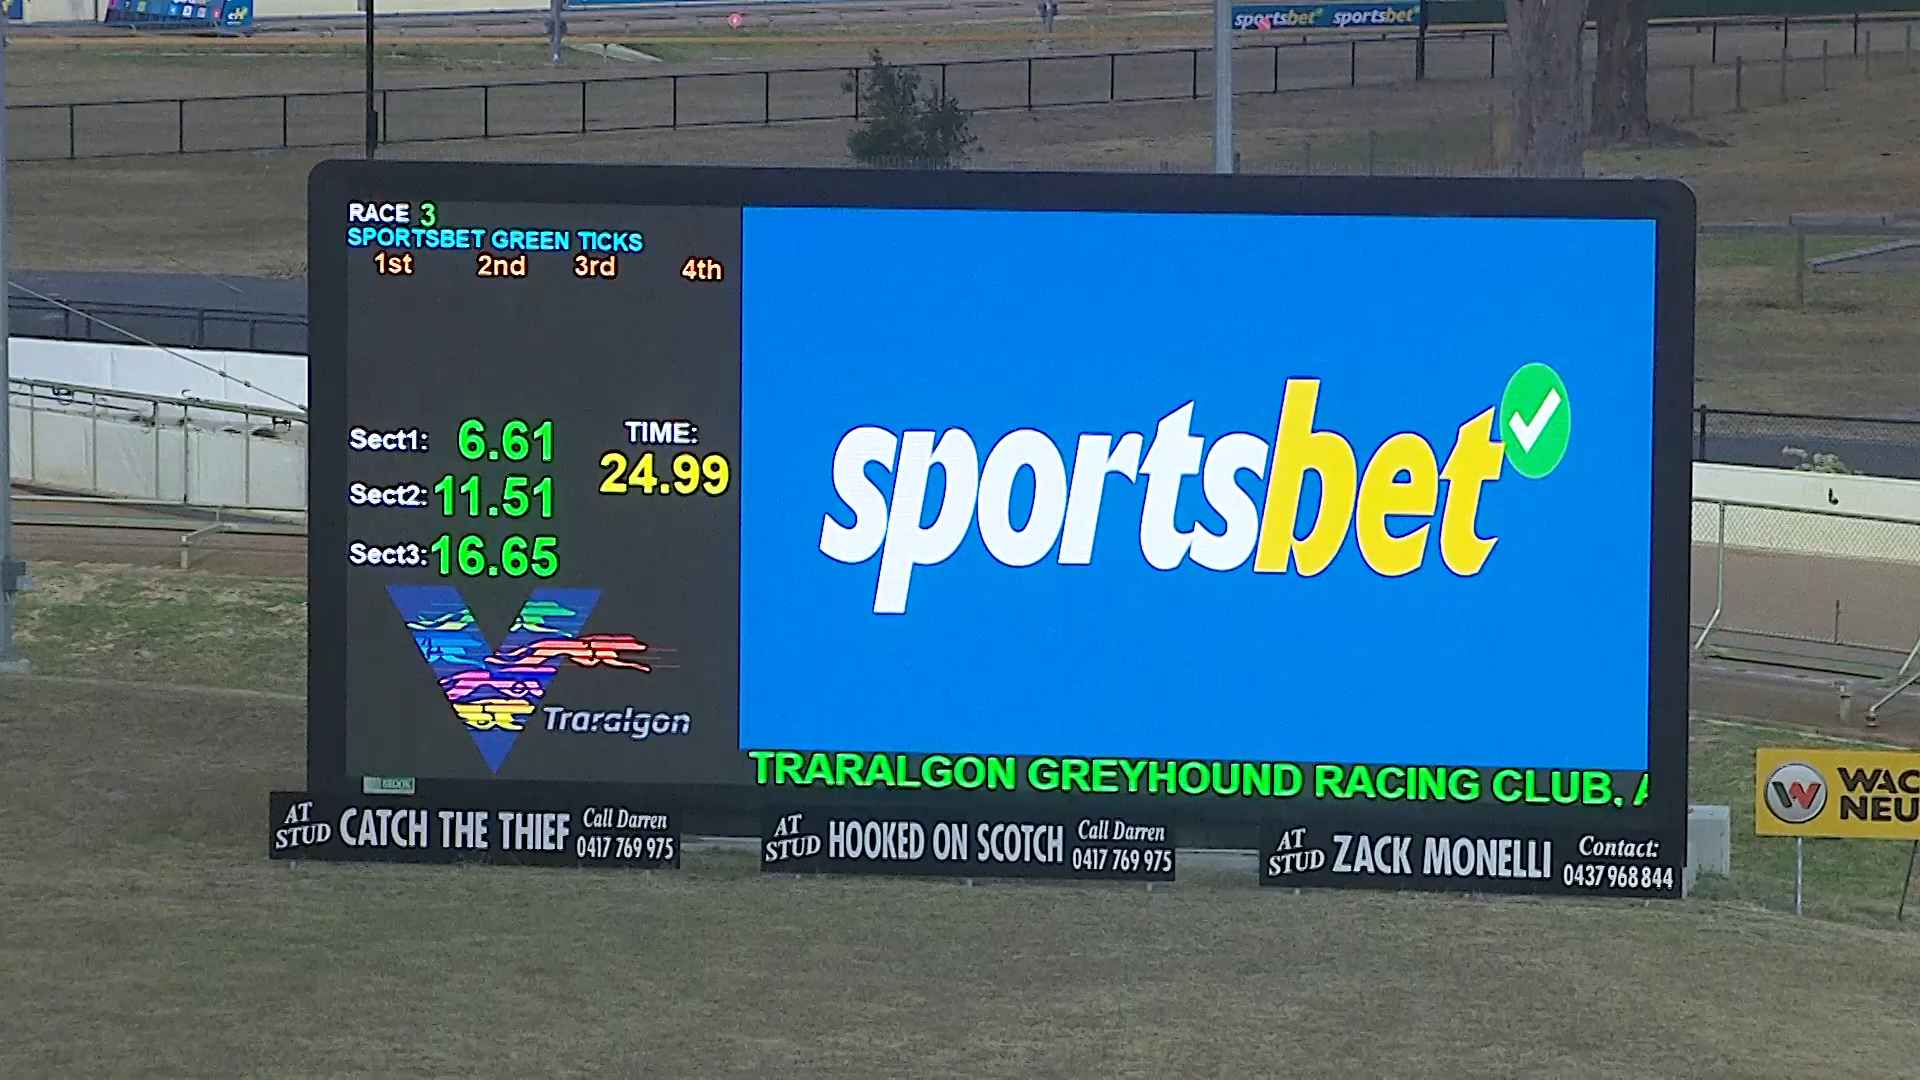 sportsbet sportsbet
RACE 3
SPORTSBET GREEN TICKS
1st 2nd 3rd 4th
Sect1: 6.61
Sect2: 11.51
Sect3: 16.65
TIME:
24.99
Traralgon
sportsbet
TRARALGON GREYHOUND RACING CLUB, A
AT STUD CATCH THE THIEF Call Darren 0417 769 975
AT STUD HOOKED ON SCOTCH Call Darren 0417 769 975
AT STUD ZACK MONELLI Contact: 0437 968 844
W WAC
NEU